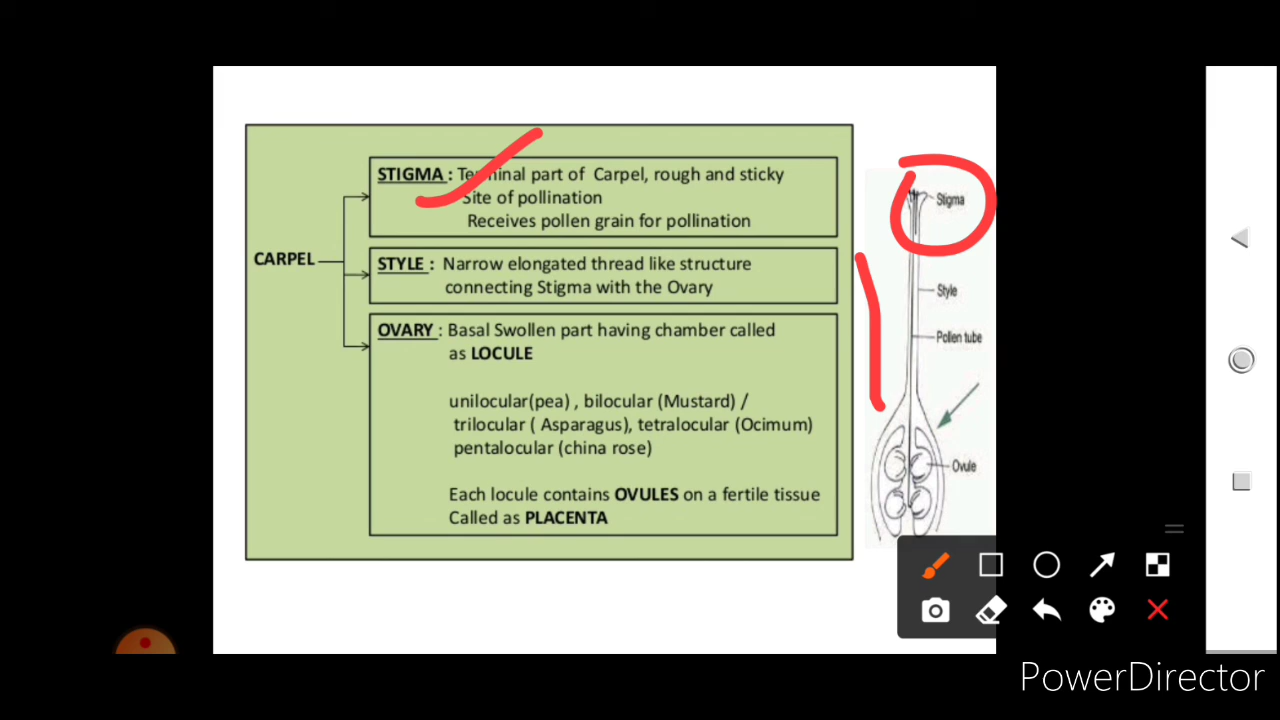 STIGMA : Terminal part of Carpel, rough and sticky
Site of pollination
Receives pollen grain for pollination
CARPEL
STYLE : Narrow elongated thread like structure
connecting Stigma with the Ovary
OVARY : Basal Swollen part having chamber called
as LOCULE
unilocular(pea) , bilocular (Mustard) /
trilocular ( Asparagus), tetralocular (Ocimum)
pentalocular (china rose)
Each locule contains OVULES on a fertile tissue
Called as PLACENTA
Stigma
Style
Pollen tube
Ovule
PowerDirector